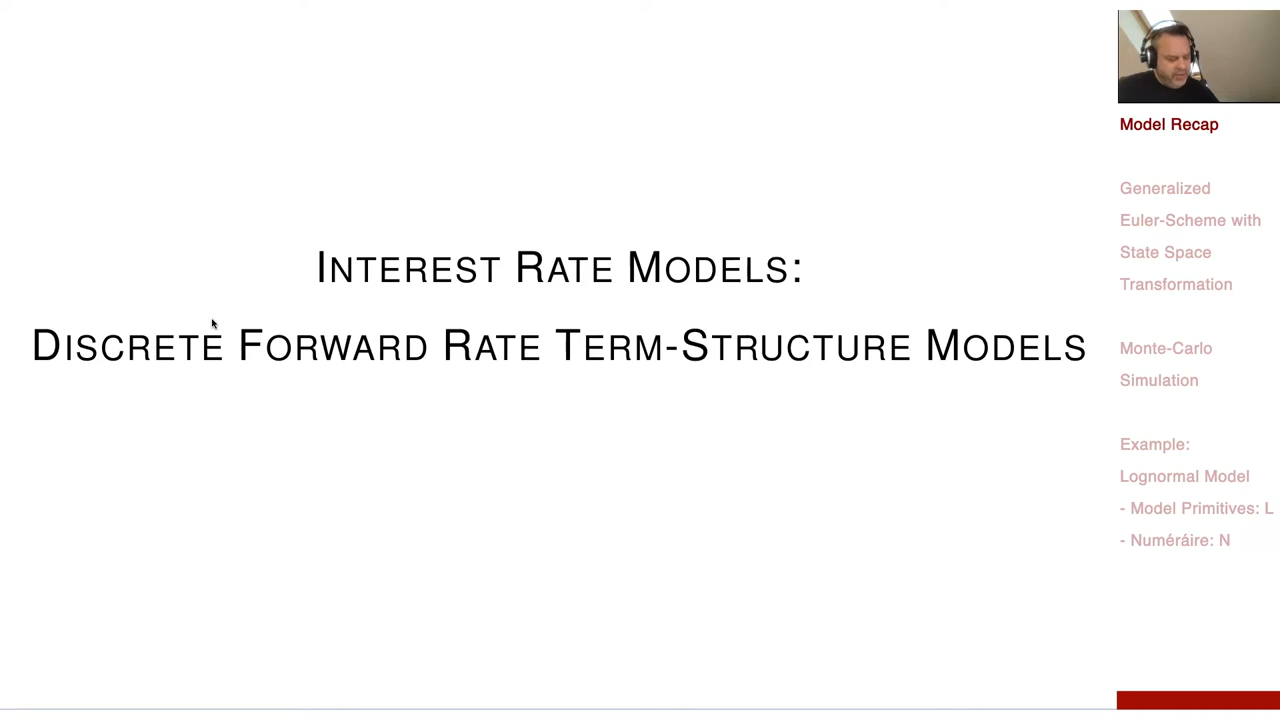 INTEREST RATE MODELS:
DISCRETE FORWARD RATE TERM-STRUCTURE MODELS
Model Recap
Generalized
Euler-Scheme with
State Space
Transformation
Monte-Carlo
Simulation
Example:
Lognormal Model
- Model Primitives: L
- Numéráire: N